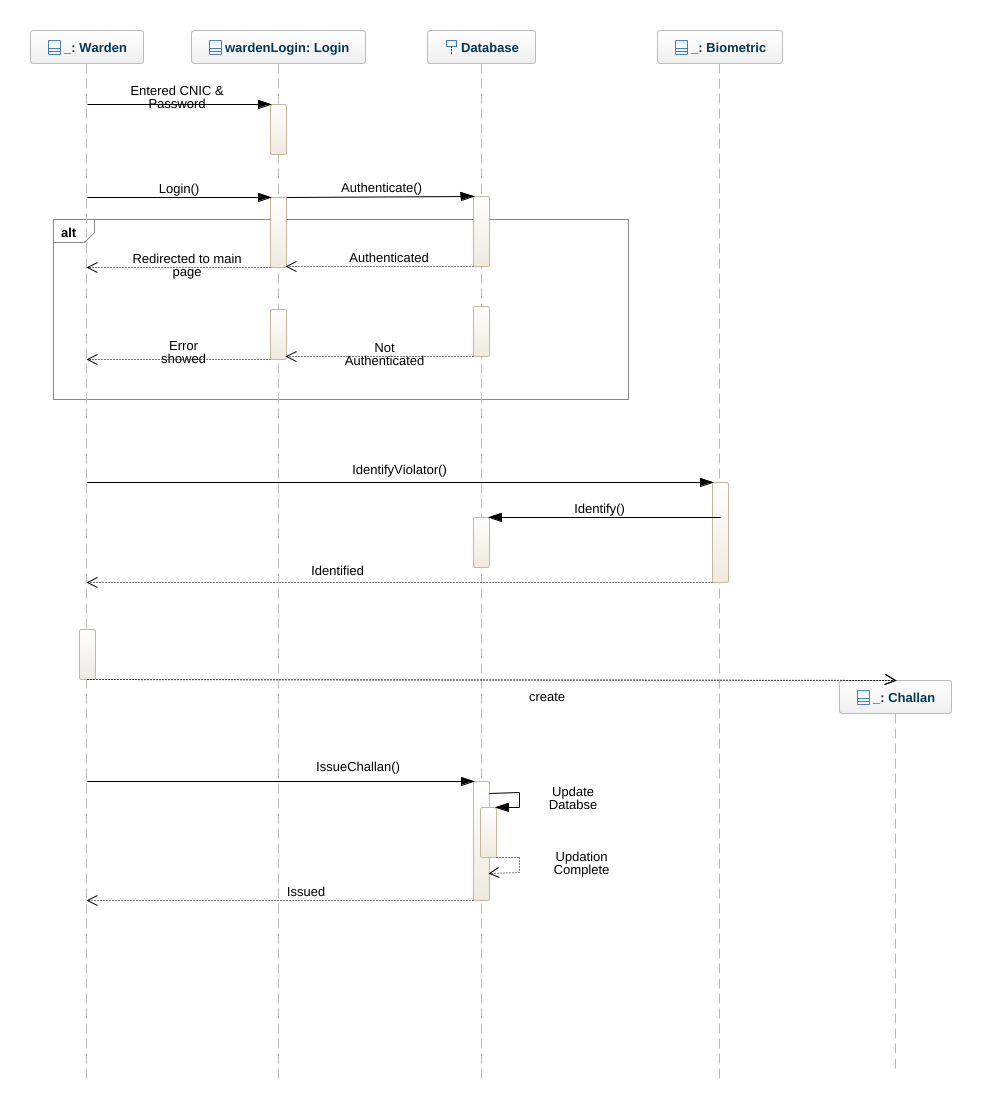 _: Warden
wardenLogin: Login
Database
_: Biometric
Entered CNIC &
Password
Login()
Authenticate()
alt
Redirected to main
page
Authenticated
Error
showed
Not
Authenticated
IdentifyViolator()
Identify()
Identified
create
_: Challan
IssueChallan()
Update
Databse
Updation
Complete
Issued